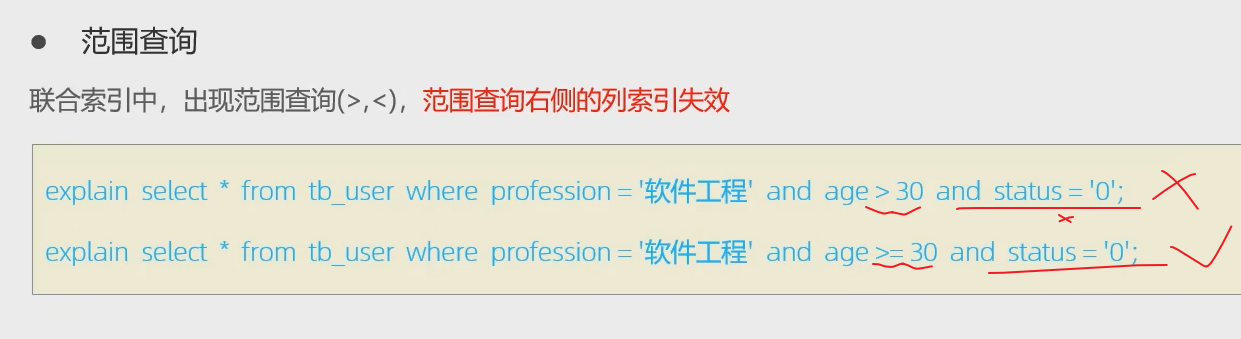 ● 范围查询
联合索引中，出现范围查询(>,<)，范围查询右侧的列索引失效
explain select * from tb_user where profession = '软件工程' and age > 30 and status = '0';
explain select * from tb_user where profession = '软件工程' and age >= 30 and status = '0';